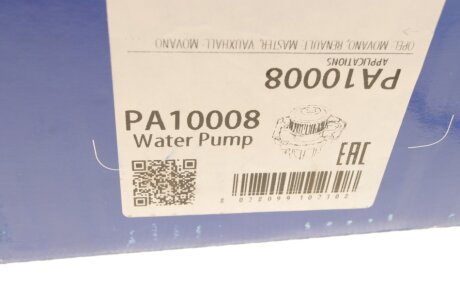 OPEL MOVANO, RENAULT- MASTER, VAUXHALL-MOVANO
APPLICATIONS
PA10008
PA10008
Water Pump
EAC